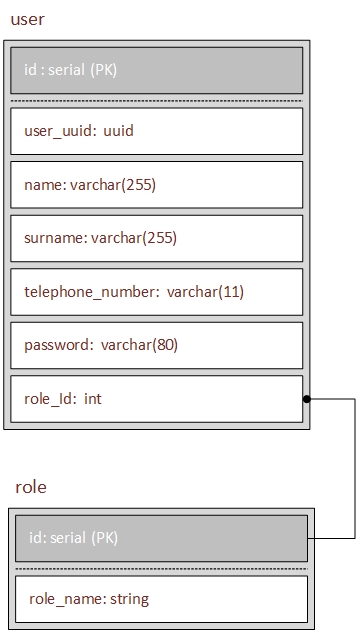 user
id : serial (PK)
user_uuid: uuid
name: varchar(255)
surname: varchar(255)
telephone_number: varchar(11)
password: varchar(80)
role_Id: int
role
id: serial (PK)
role_name: string